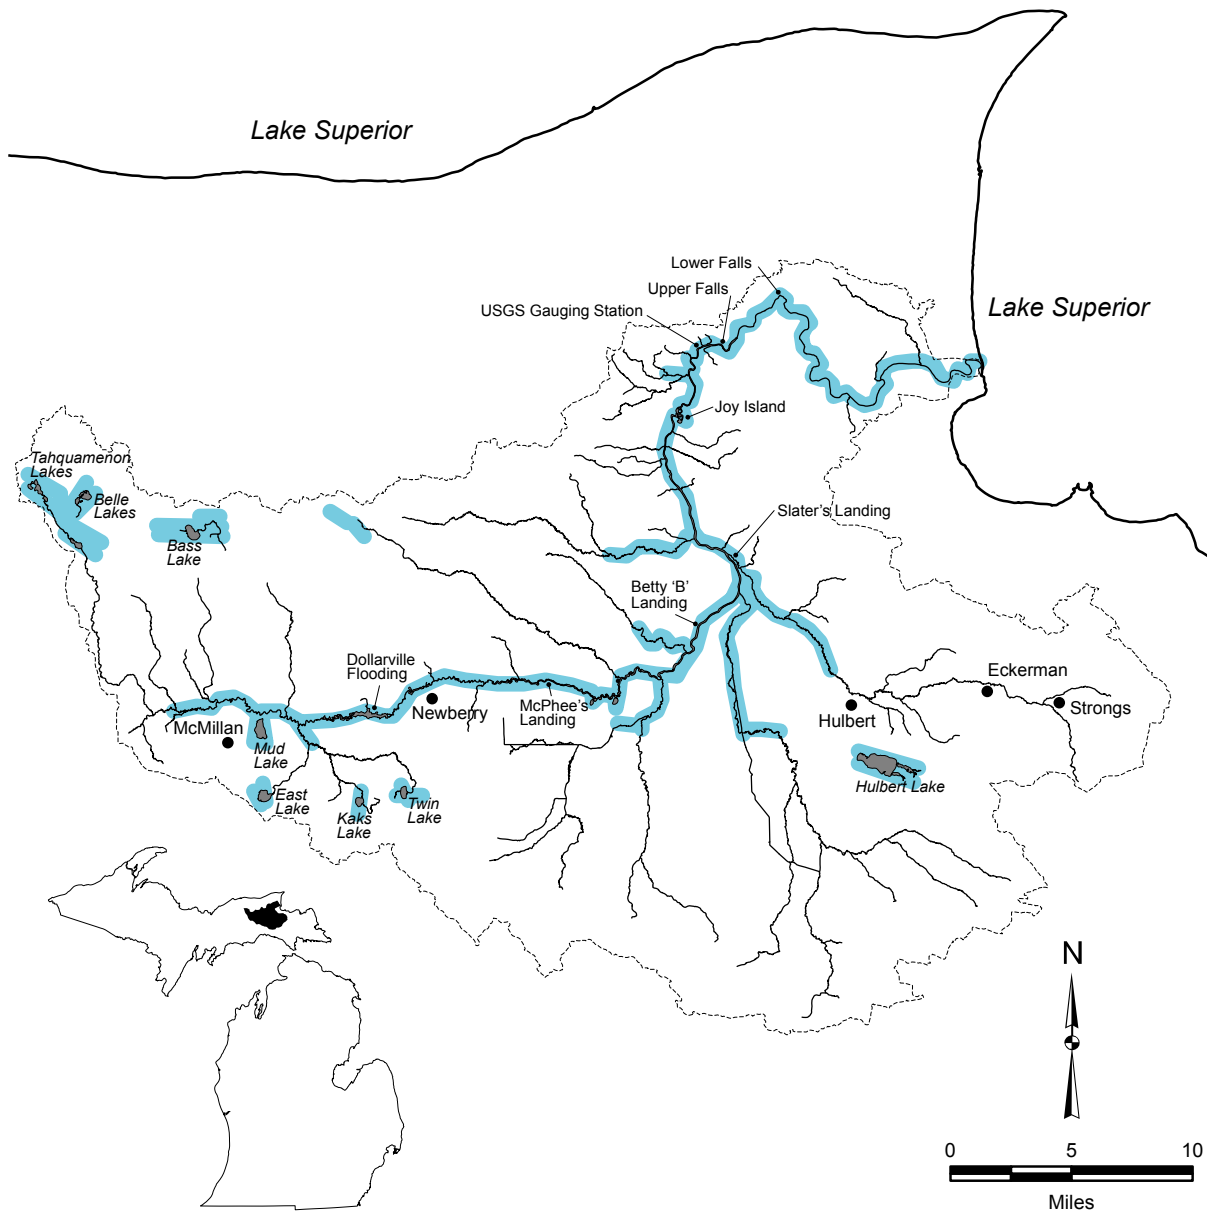 Lake Superior
Lower Falls
Upper Falls
USGS Gauging Station
Lake Superior
Joy Island
Tahquamenon
Lakes
Belle
Lakes
Bass
Lake
Slater's Landing
Betty 'B'
Landing
Dollarville
Flooding
Eckerman
McMillan
Newberry
McPhee's
Landing
Hulbert
Strongs
Mud
Lake
Hulbert Lake
East
Lake
Kaks
Lake
Twin
Lake
N
0 5 10
Miles